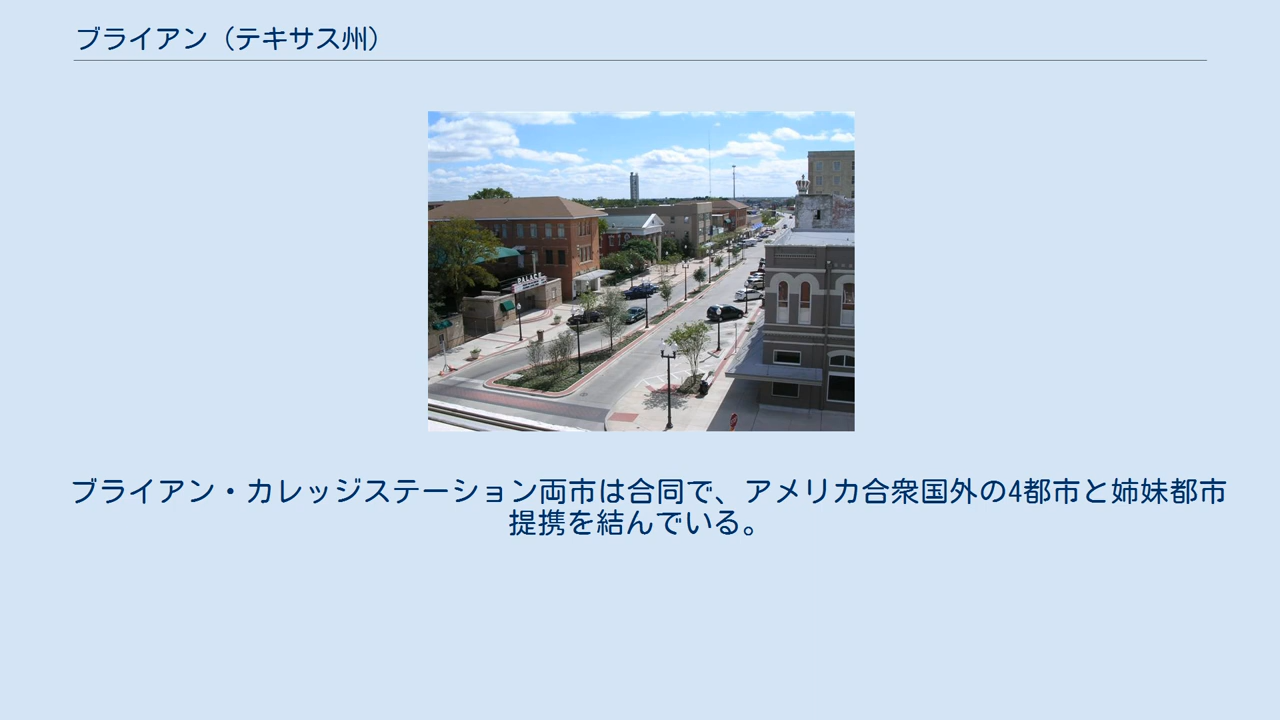 ブライアン（テキサス州）
PALACE
ブライアン・カレッジステーション両市は合同で、アメリカ合衆国外の4都市と姉妹都市
提携を結んでいる。